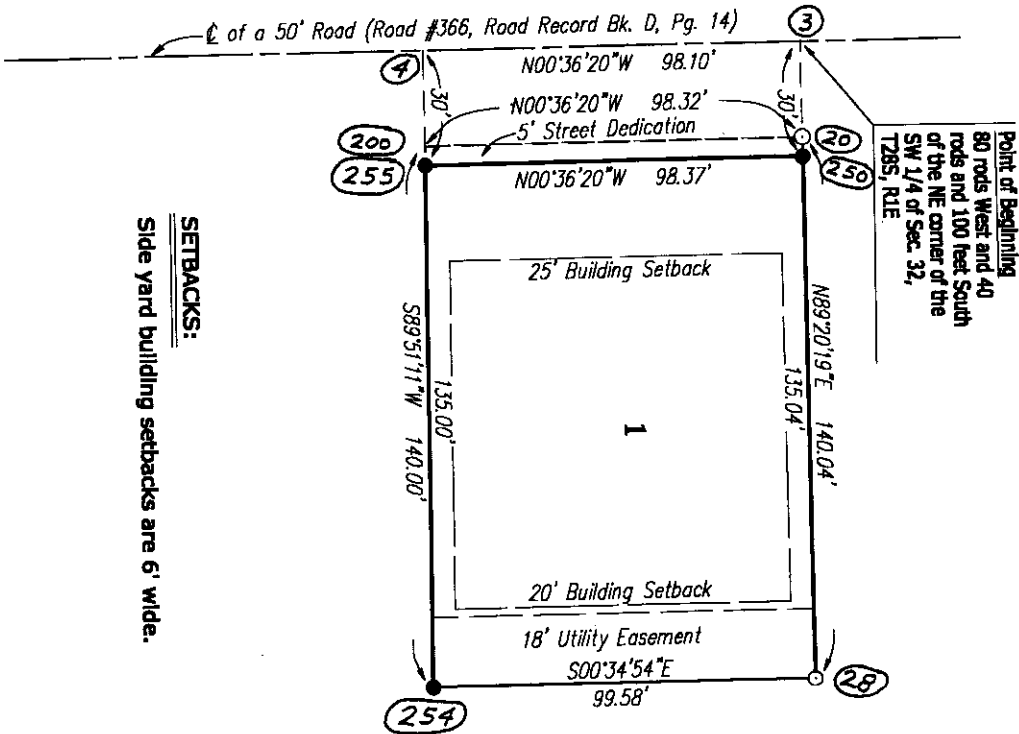 ℄ of a 50' Road (Road #366, Road Record Bk. D, Pg. 14)
3
4
N00°36'20"W 98.10'
30'
30'
N00°36'20"W 98.32'
5' Street Dedication
200
20
255
250
N00°36'20"W 98.37'
Point of Beginning
80 rods West and 40
rods and 100 feet South
of the NE corner of the
SW 1/4 of Sec. 32,
T28S, R1E.
25' Building Setback
N89°20'19"E 140.04'
135.04'
S89°51'11"W 140.00'
135.00'
1
20' Building Setback
18' Utility Easement
S00°34'54"E
99.58'
28
254
SETBACKS:
Side yard building setbacks are 6' wide.